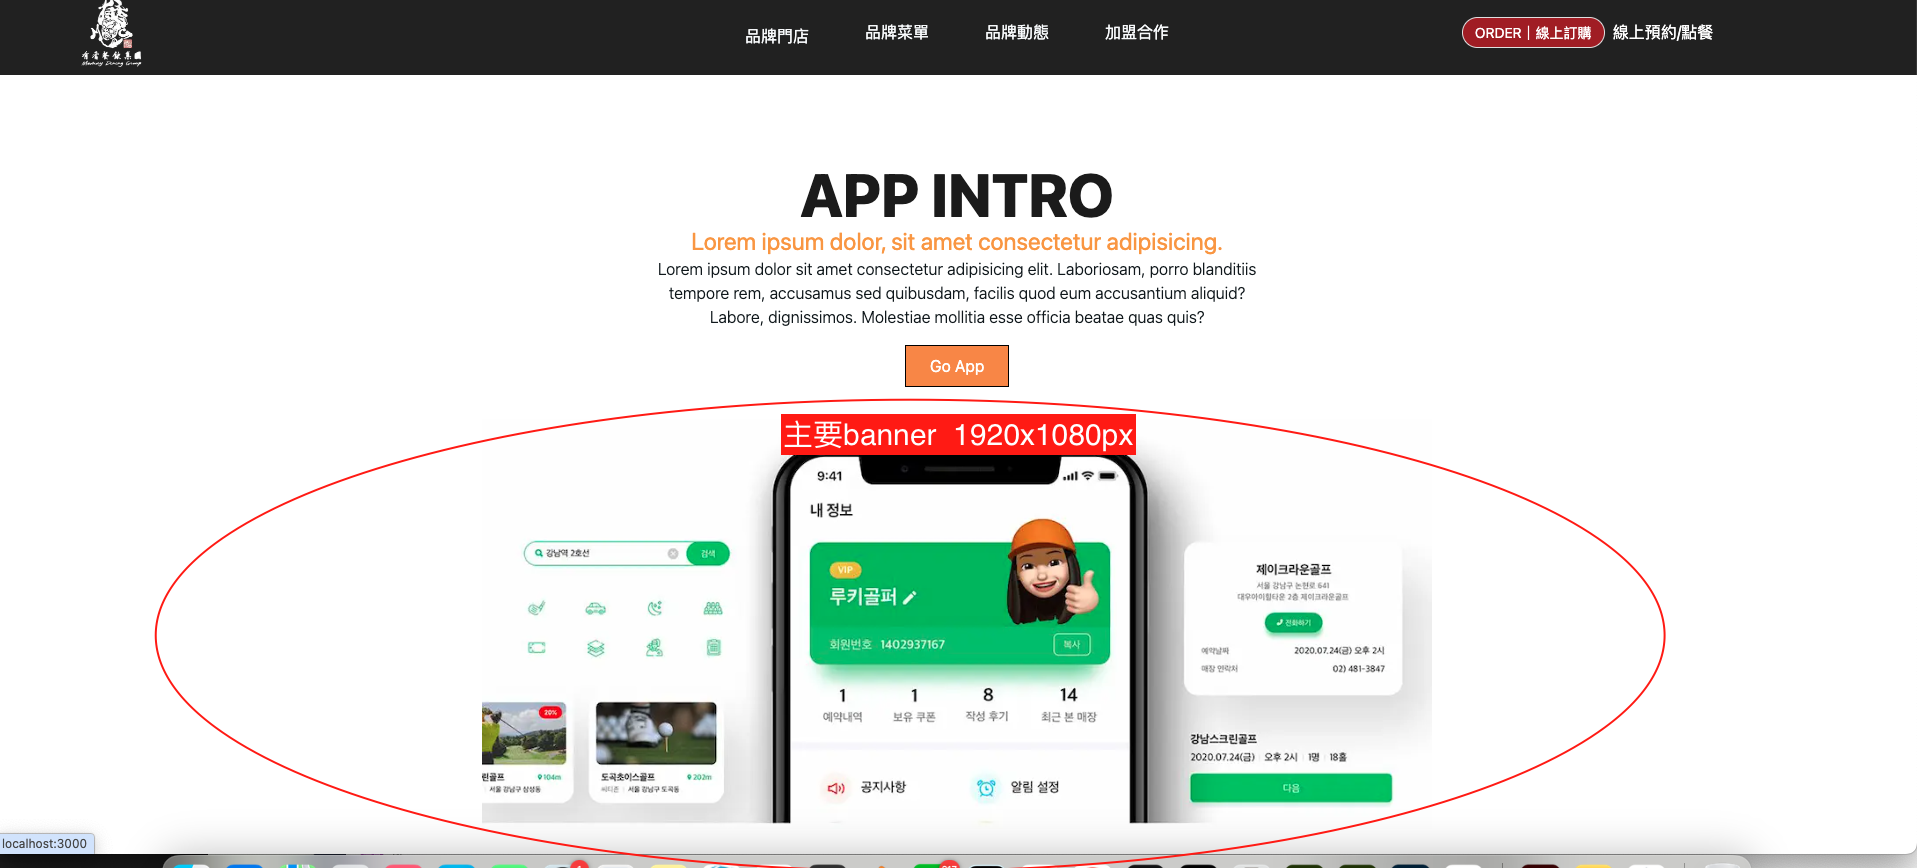 有香餐飲集團
品牌門店
品牌菜單
品牌動態
加盟合作
ORDER｜線上訂購
線上預約/點餐
APP INTRO
Lorem ipsum dolor, sit amet consectetur adipisicing.
Lorem ipsum dolor sit amet consectetur adipisicing elit. Laboriosam, porro blanditiis
tempore rem, accusamus sed quibusdam, facilis quod eum accusantium aliquid?
Labore, dignissimos. Molestiae mollitia esse officia beatae quas quis?
Go App
主要banner 1920x1080px
9:41
내 정보
강남역 2호선
검색
VIP
루키골퍼
회원번호 1402937167
복사
1
1
8
14
예약내역
보유 쿠폰
작성 후기
최근 본 매장
공지사항
알림 설정
20%
린골프
104m
서울 강남구 삼성동
도곡초이스골프
202m
서울 강남구 도곡동
제이크라운골프
서울 강남구 논현로 641
대우아이빌타운 2층 제이크라운골프
전화하기
예약날짜
2020.07.24(금) 오후 2시
매장 연락처
02) 481-3847
강남스크린골프
2020.07.24(금) 오후 2시 1명 18홀
다음
localhost:3000